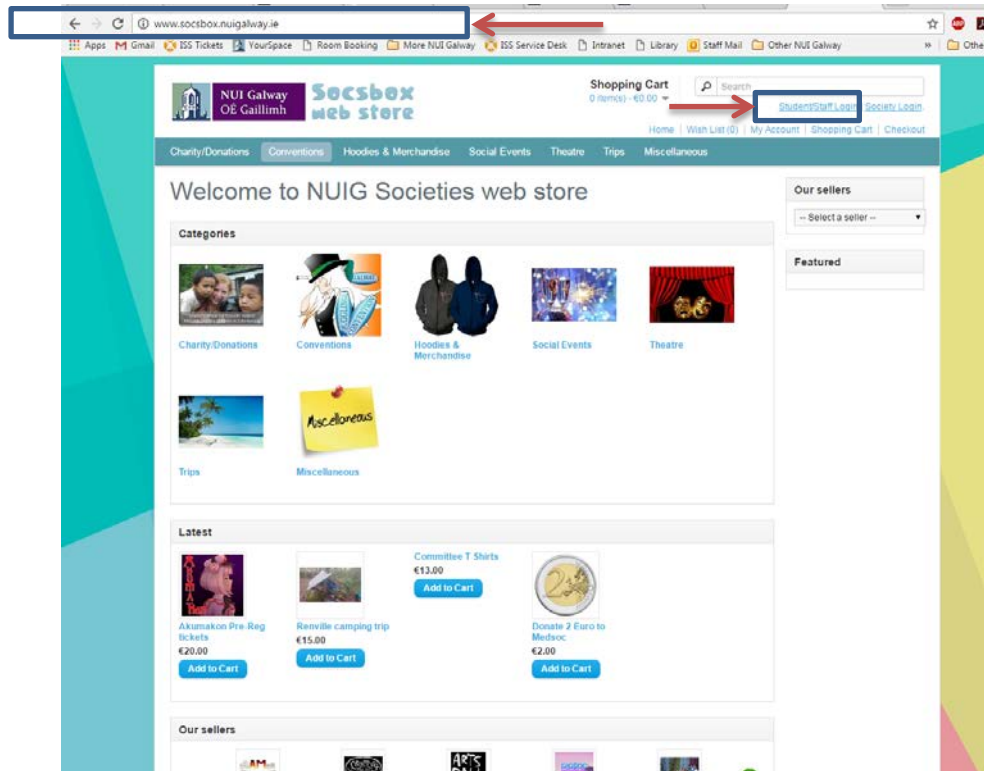 www.socsbox.nuigalway.ie
Apps Gmail ISS Tickets YourSpace Room Booking More NUI Galway ISS Service Desk Intranet Library Staff Mail Other NUI Galway » Othe
NUI Galway
OÉ Gaillimh
Socsbox
web store
Shopping Cart
0 item(s) - €0.00
Search
Student/Staff Login Society Login
Home | Wish List (0) | My Account | Shopping Cart | Checkout
Charity/Donations Conventions Hoodies & Merchandise Social Events Theatre Trips Miscellaneous
Welcome to NUIG Societies web store
Our sellers
-- Select a seller --
Featured
Categories
Charity/Donations
Conventions
Hoodies &
Merchandise
Social Events
Theatre
Miscellaneous
Trips
Miscellaneous
Latest
Akumakon Pre-Reg
tickets
€20.00
Add to Cart
Renville camping trip
€15.00
Add to Cart
Committee T Shirts
€13.00
Add to Cart
Donate 2 Euro to
Medsoc
€2.00
Add to Cart
Our sellers
ARTS